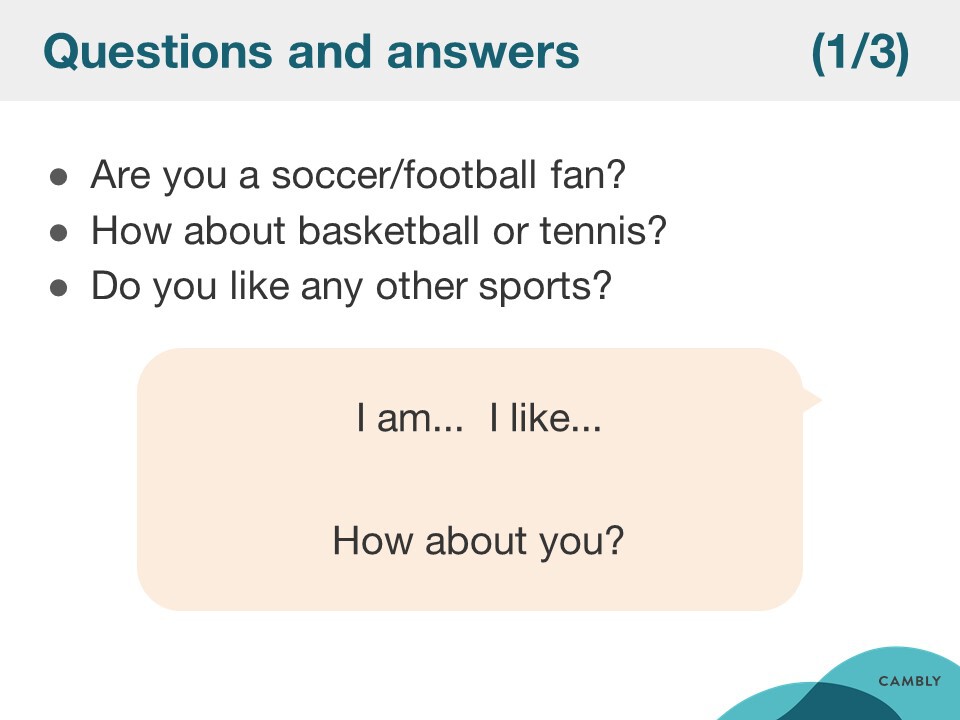 Questions and answers (1/3)
● Are you a soccer/football fan?
● How about basketball or tennis?
● Do you like any other sports?
I am... I like...
How about you?
CAMBLY